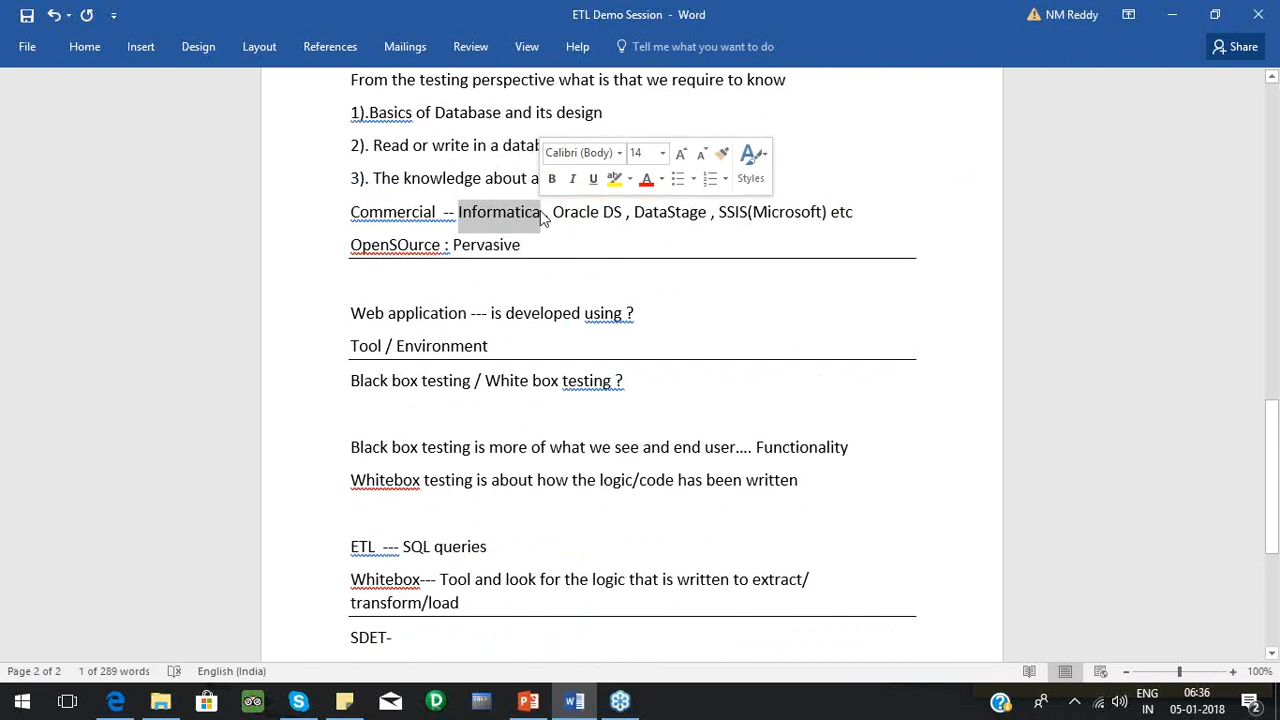 ETL Demo Session - Word
NM Reddy
File Home Insert Design Layout References Mailings Review View Help Tell me what you want to do Share
From the testing perspective what is that we require to know
1).Basics of Database and its design
2). Read or write in a datab
3). The knowledge about a
Calibri (Body) 14
B I U ab A Styles
Commercial -- Informatica Oracle DS , DataStage , SSIS(Microsoft) etc
OpenSOurce : Pervasive
Web application --- is developed using ?
Tool / Environment
Black box testing / White box testing ?
Black box testing is more of what we see and end user.... Functionality
Whitebox testing is about how the logic/code has been written
ETL --- SQL queries
Whitebox--- Tool and look for the logic that is written to extract/
transform/load
SDET-
Page 2 of 2 1 of 289 words English (India) 100%
ENG 06:36
IN 05-01-2018 2